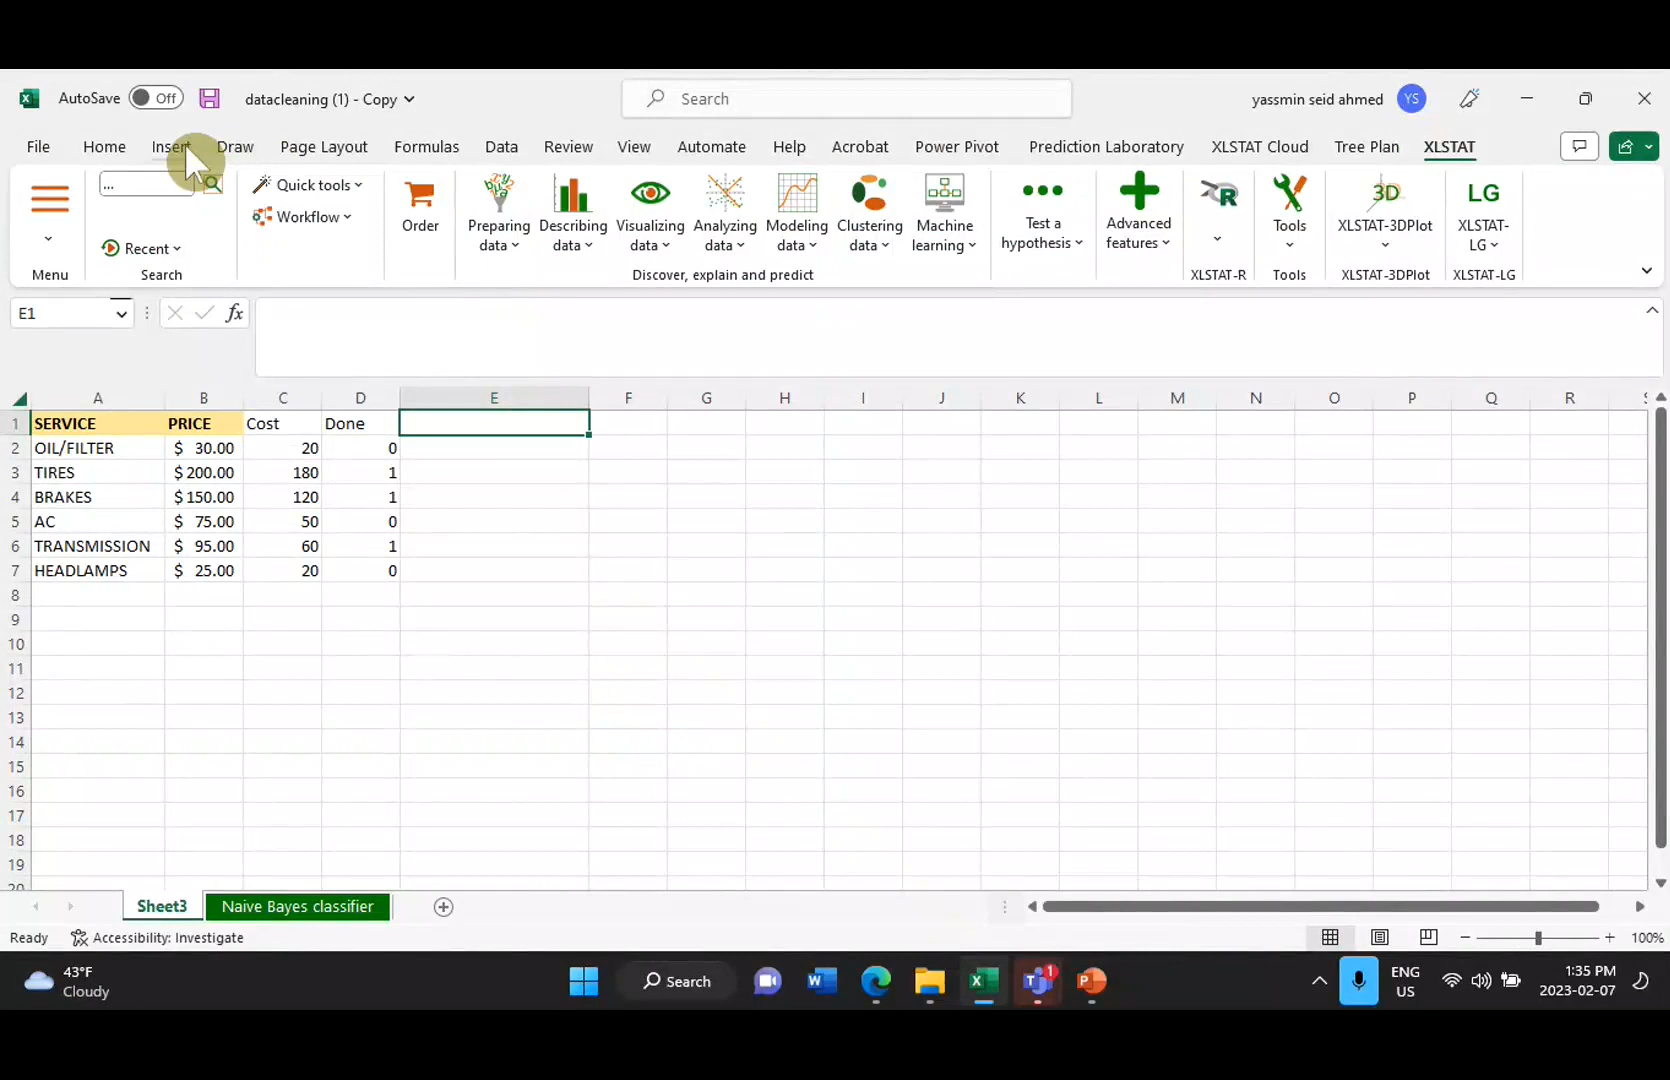 AutoSave Off datacleaning (1) - Copy Search yassmin seid ahmed YS
File Home Insert Draw Page Layout Formulas Data Review View Automate Help Acrobat Power Pivot Prediction Laboratory XLSTAT Cloud Tree Plan XLSTAT
...
Recent
Menu
Search
Quick tools
Workflow
Order
Preparing data
Describing data
Visualizing data
Analyzing data
Modeling data
Clustering data
Machine learning
Discover, explain and predict
Test a hypothesis
Advanced features
R
XLSTAT-R
Tools
Tools
3D
XLSTAT-3DPlot
XLSTAT-3DPlot
LG
XLSTAT-LG
XLSTAT-LG
E1 fx
A B C D E F G H I J K L M N O P Q R
1 SERVICE PRICE Cost Done
2 OIL/FILTER $ 30.00 20 0
3 TIRES $ 200.00 180 1
4 BRAKES $ 150.00 120 1
5 AC $ 75.00 50 0
6 TRANSMISSION $ 95.00 60 1
7 HEADLAMPS $ 25.00 20 0
8
9
10
11
12
13
14
15
16
17
18
19
20
Sheet3 Naive Bayes classifier
Ready Accessibility: Investigate 100%
43°F
Cloudy
Search
1
ENG
US
1:35 PM
2023-02-07